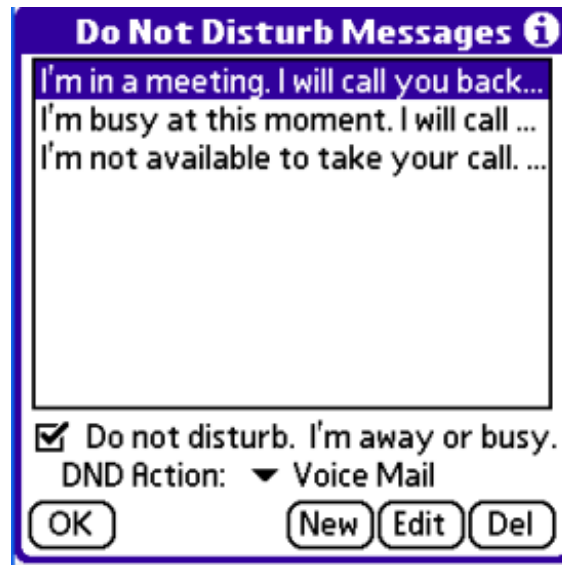 Do Not Disturb Messages i
I'm in a meeting. I will call you back...
I'm busy at this moment. I will call ...
I'm not available to take your call. ...
Do not disturb. I'm away or busy.
DND Action: Voice Mail
OK New Edit Del